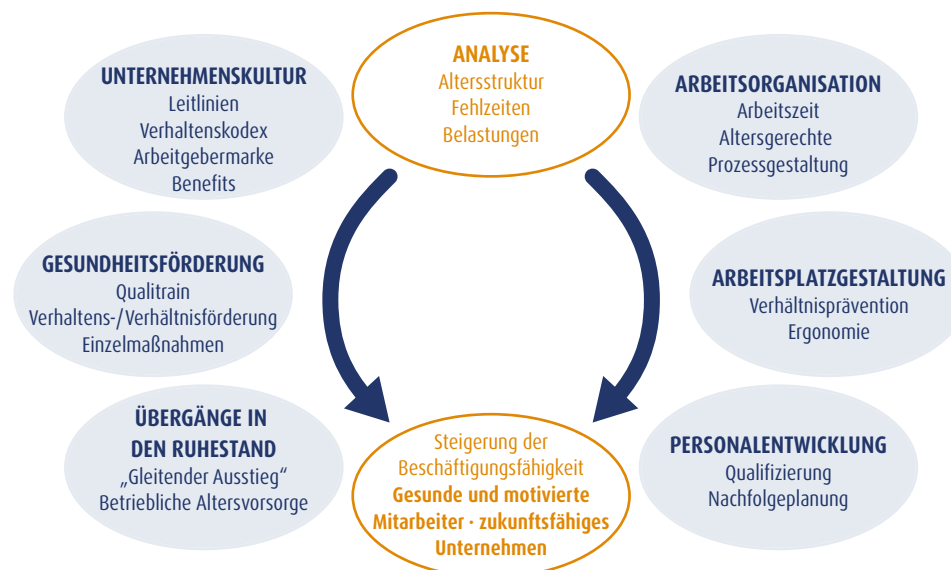 ANALYSE
Altersstruktur
Fehlzeiten
Belastungen
UNTERNEHMENSKULTUR
Leitlinien
Verhaltenskodex
Arbeitgebermarke
Benefits
ARBEITSORGANISATION
Arbeitszeit
Altersgerechte
Prozessgestaltung
GESUNDHEITSFÖRDERUNG
Qualitrain
Verhaltens-/Verhältnisförderung
Einzelmaßnahmen
ARBEITSPLATZGESTALTUNG
Verhältnisprävention
Ergonomie
ÜBERGÄNGE IN
DEN RUHESTAND
„Gleitender Ausstieg“
Betriebliche Altersvorsorge
Steigerung der
Beschäftigungsfähigkeit
Gesunde und motivierte
Mitarbeiter · zukunftsfähiges
Unternehmen
PERSONALENTWICKLUNG
Qualifizierung
Nachfolgeplanung